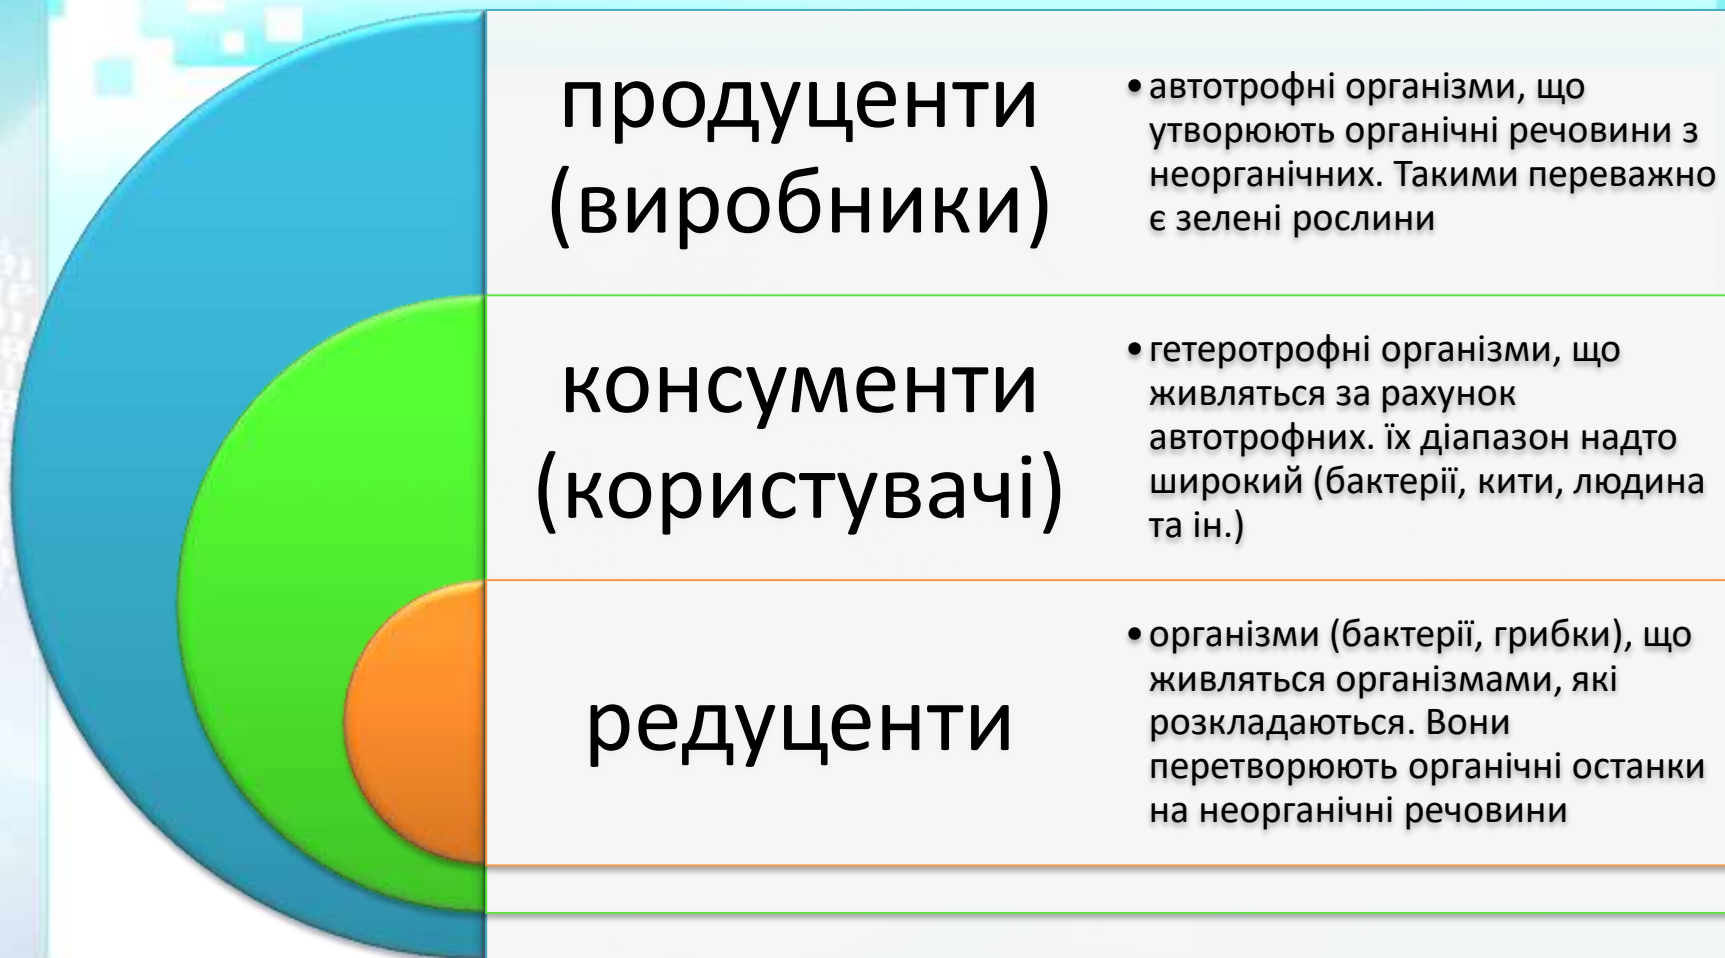 продуценти
(виробники)
•автотрофні організми, що
утворюють органічні речовини з
неорганічних. Такими переважно
є зелені рослини
консументи
(користувачі)
•гетеротрофні організми, що
живляться за рахунок
автотрофних. їх діапазон надто
широкий (бактерії, кити, людина
та ін.)
редуценти
•організми (бактерії, грибки), що
живляться організмами, які
розкладаються. Вони
перетворюють органічні останки
на неорганічні речовини